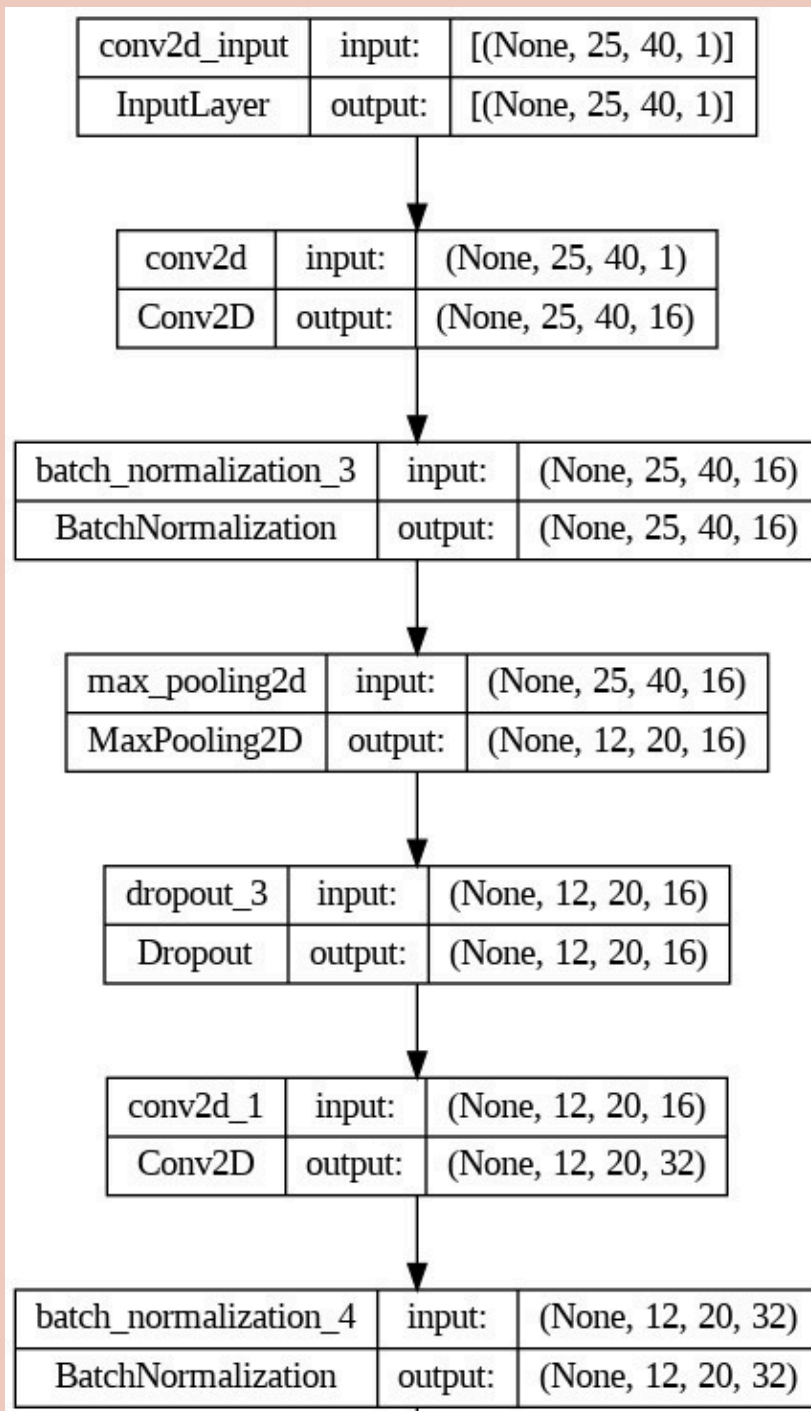 conv2d_input input: [(None, 25, 40, 1)]
InputLayer output: [(None, 25, 40, 1)]
conv2d input: (None, 25, 40, 1)
Conv2D output: (None, 25, 40, 16)
batch_normalization_3 input: (None, 25, 40, 16)
BatchNormalization output: (None, 25, 40, 16)
max_pooling2d input: (None, 25, 40, 16)
MaxPooling2D output: (None, 12, 20, 16)
dropout_3 input: (None, 12, 20, 16)
Dropout output: (None, 12, 20, 16)
conv2d_1 input: (None, 12, 20, 16)
Conv2D output: (None, 12, 20, 32)
batch_normalization_4 input: (None, 12, 20, 32)
BatchNormalization output: (None, 12, 20, 32)